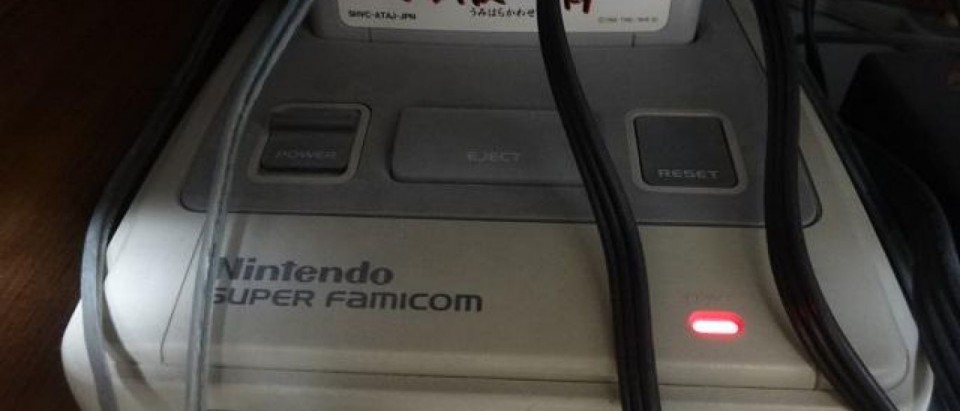 SHVC-ATAJ-JPN
うみはらかわせ
POWER
EJECT
RESET
Nintendo
SUPER FAMICOM